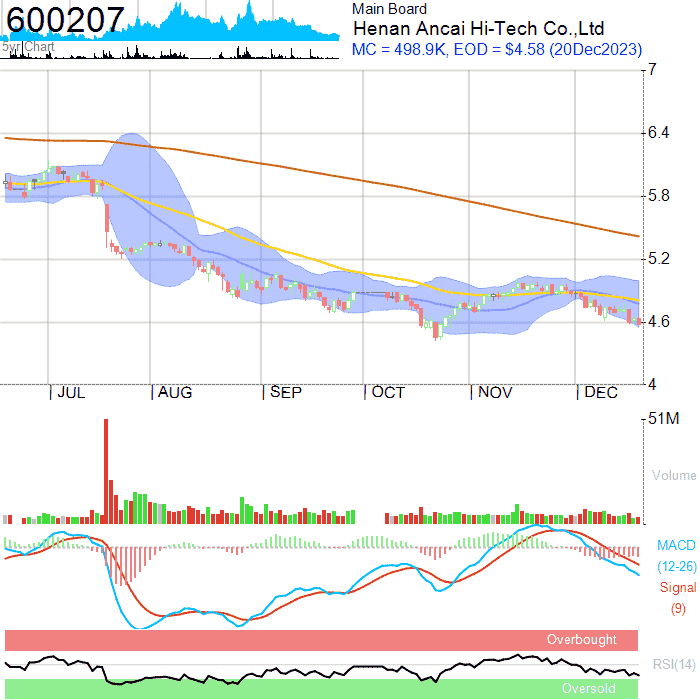 600207
5yr Chart
Main Board
Henan Ancai Hi-Tech Co.,Ltd
MC = 498.9K, EOD = $4.58 (20Dec2023)
7
6.4
5.8
5.2
4.6
4
JUL AUG SEP OCT NOV DEC
51M
Volume
MACD
(12-26)
Signal
(9)
Overbought
RSI(14)
Oversold